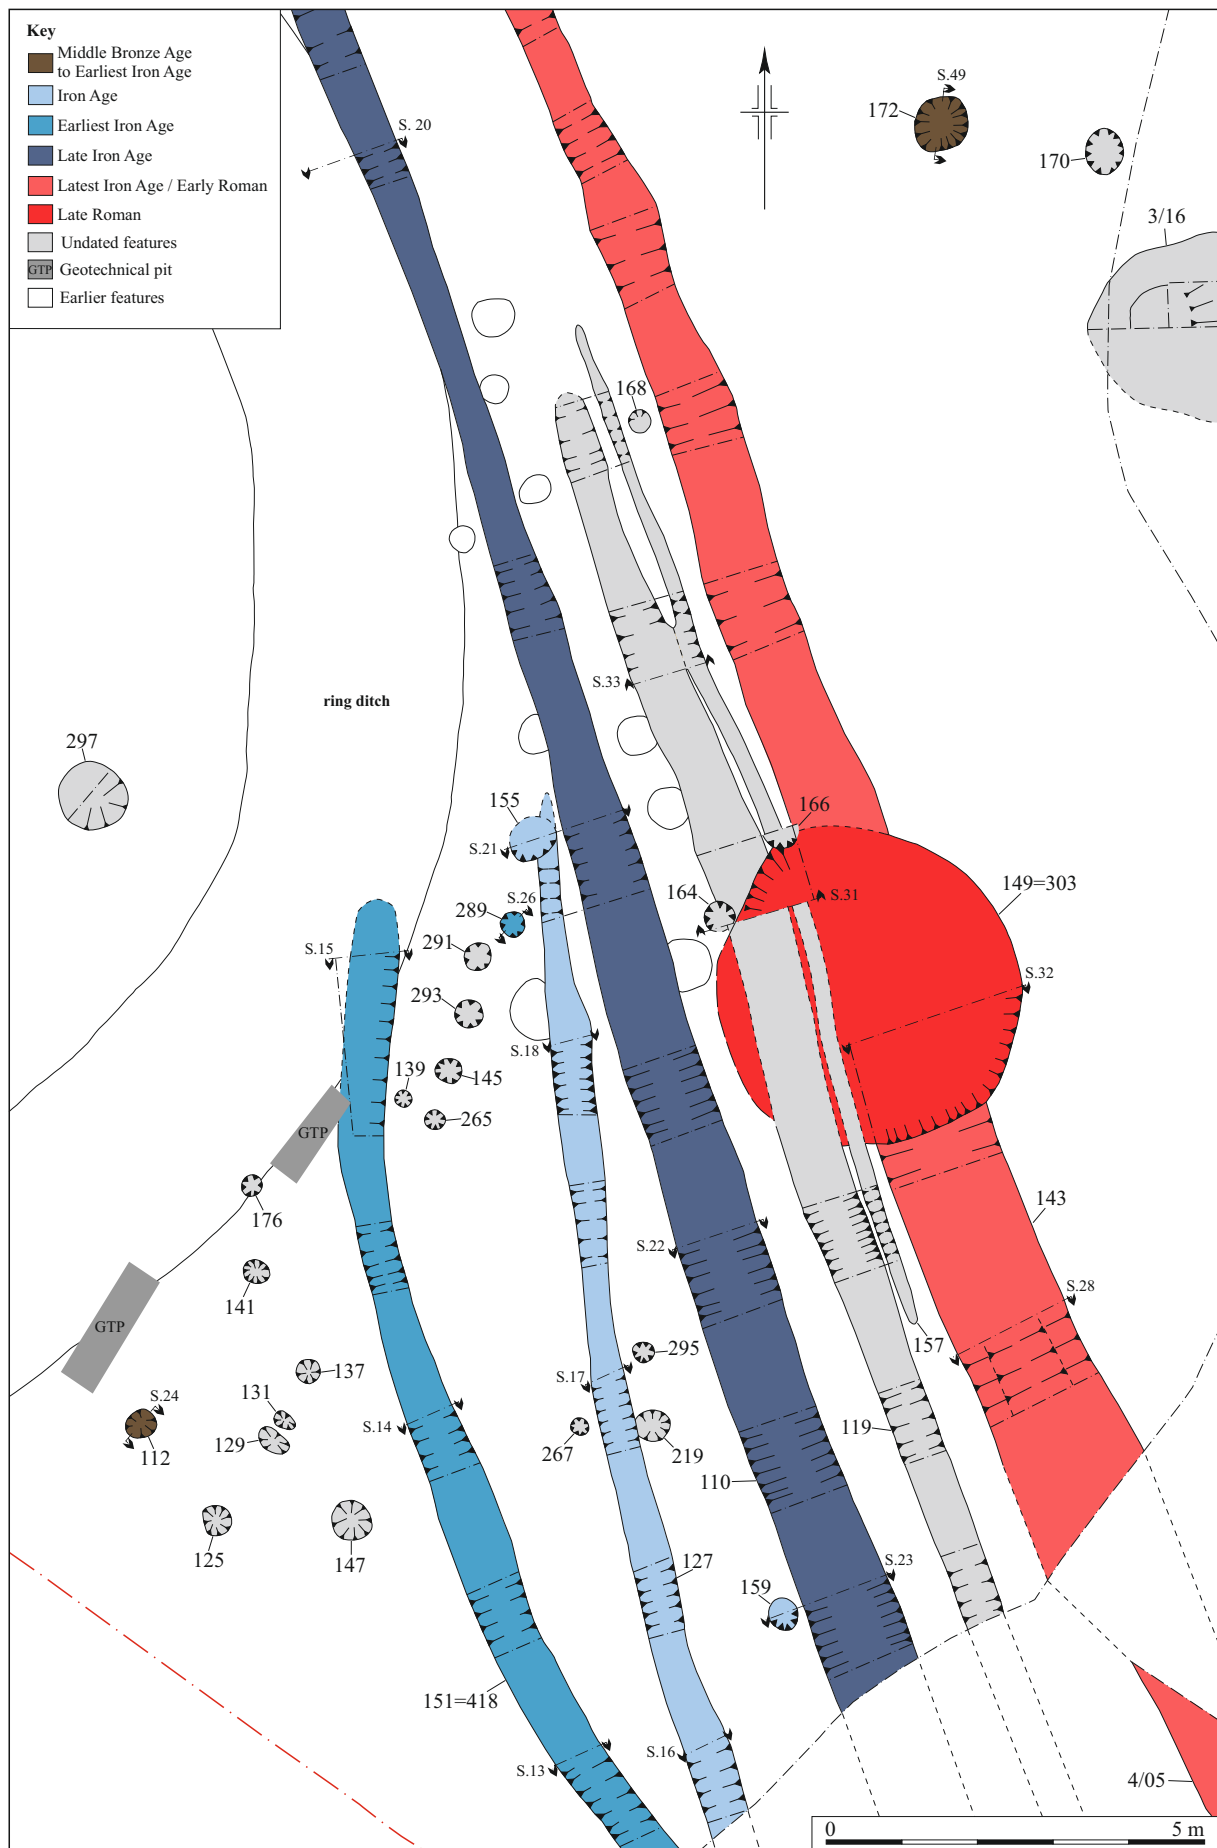 Key
Middle Bronze Age
to Earliest Iron Age
Iron Age
Earliest Iron Age
Late Iron Age
Latest Iron Age / Early Roman
Late Roman
Undated features
GTP Geotechnical pit
Earlier features
S. 20
S.49
172
170
3/16
168
S.33
ring ditch
297
155
S.21
166
149=303
S.26
289
164
S.31
S.15
291
S.32
293
S.18
139
145
265
GTP
176
143
S.22
141
S.28
GTP
157
295
S.17
137
S.24
131
S.14
119
112
129
267
219
110
125
147
127
S.23
159
151=418
S.16
S.13
4/05
0 5 m